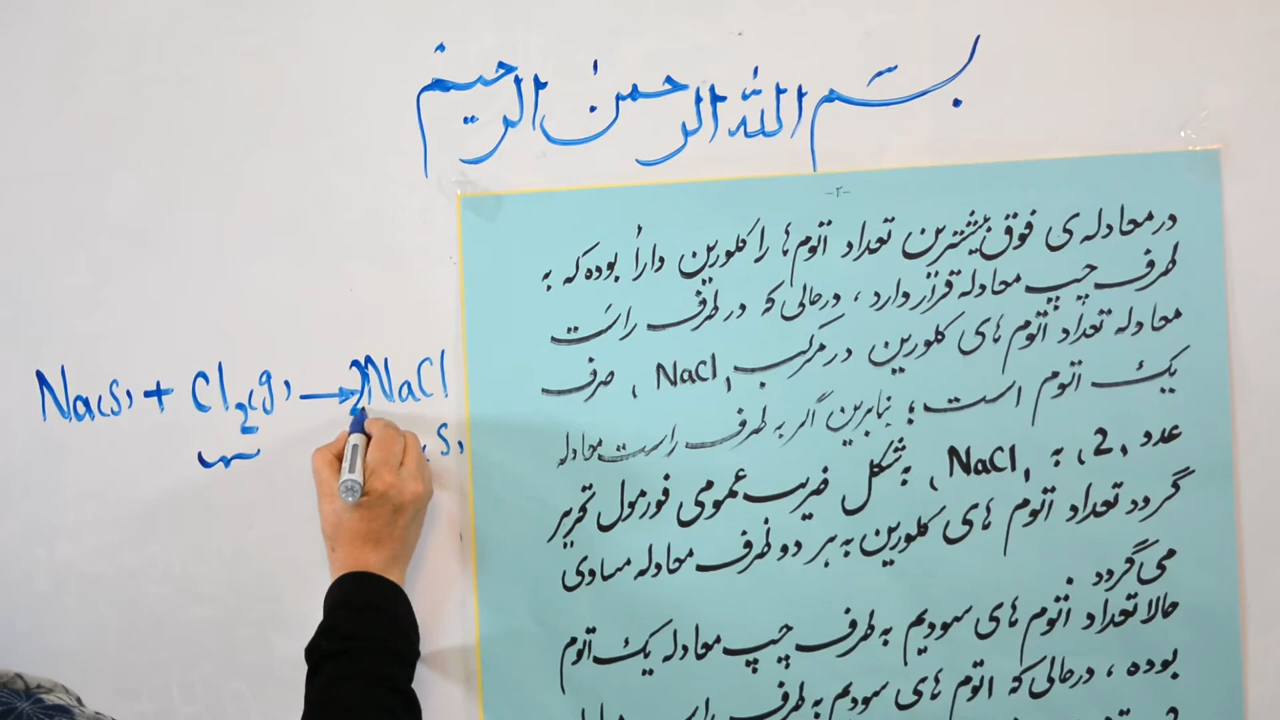 بسم الله الرحمن الرحیم
-۲-
در معادله ی فوق بیشترین تعداد اتوم ها را کلورین دارا بوده که به
طرف چپ معادله قرار دارد، درحالی که در طرف راست
معادله تعداد اتوم های کلورین در مرکب NaCl، صرف
یک اتوم است؛ بنابرین اگر به طرف راست معادله
عدد ,2, به NaCl, به شکل ضریب عمومی فورمول تحریر
گردد تعداد اتوم های کلورین به هر دو طرف معادله مساوی
می گردد.
حالا تعداد اتوم های سودیم به طرف چپ معادله یک اتوم
بوده، درحالی که اتوم های سودیم به طرف راست
Na(s) + Cl2(g) → 2NaCl
(s)